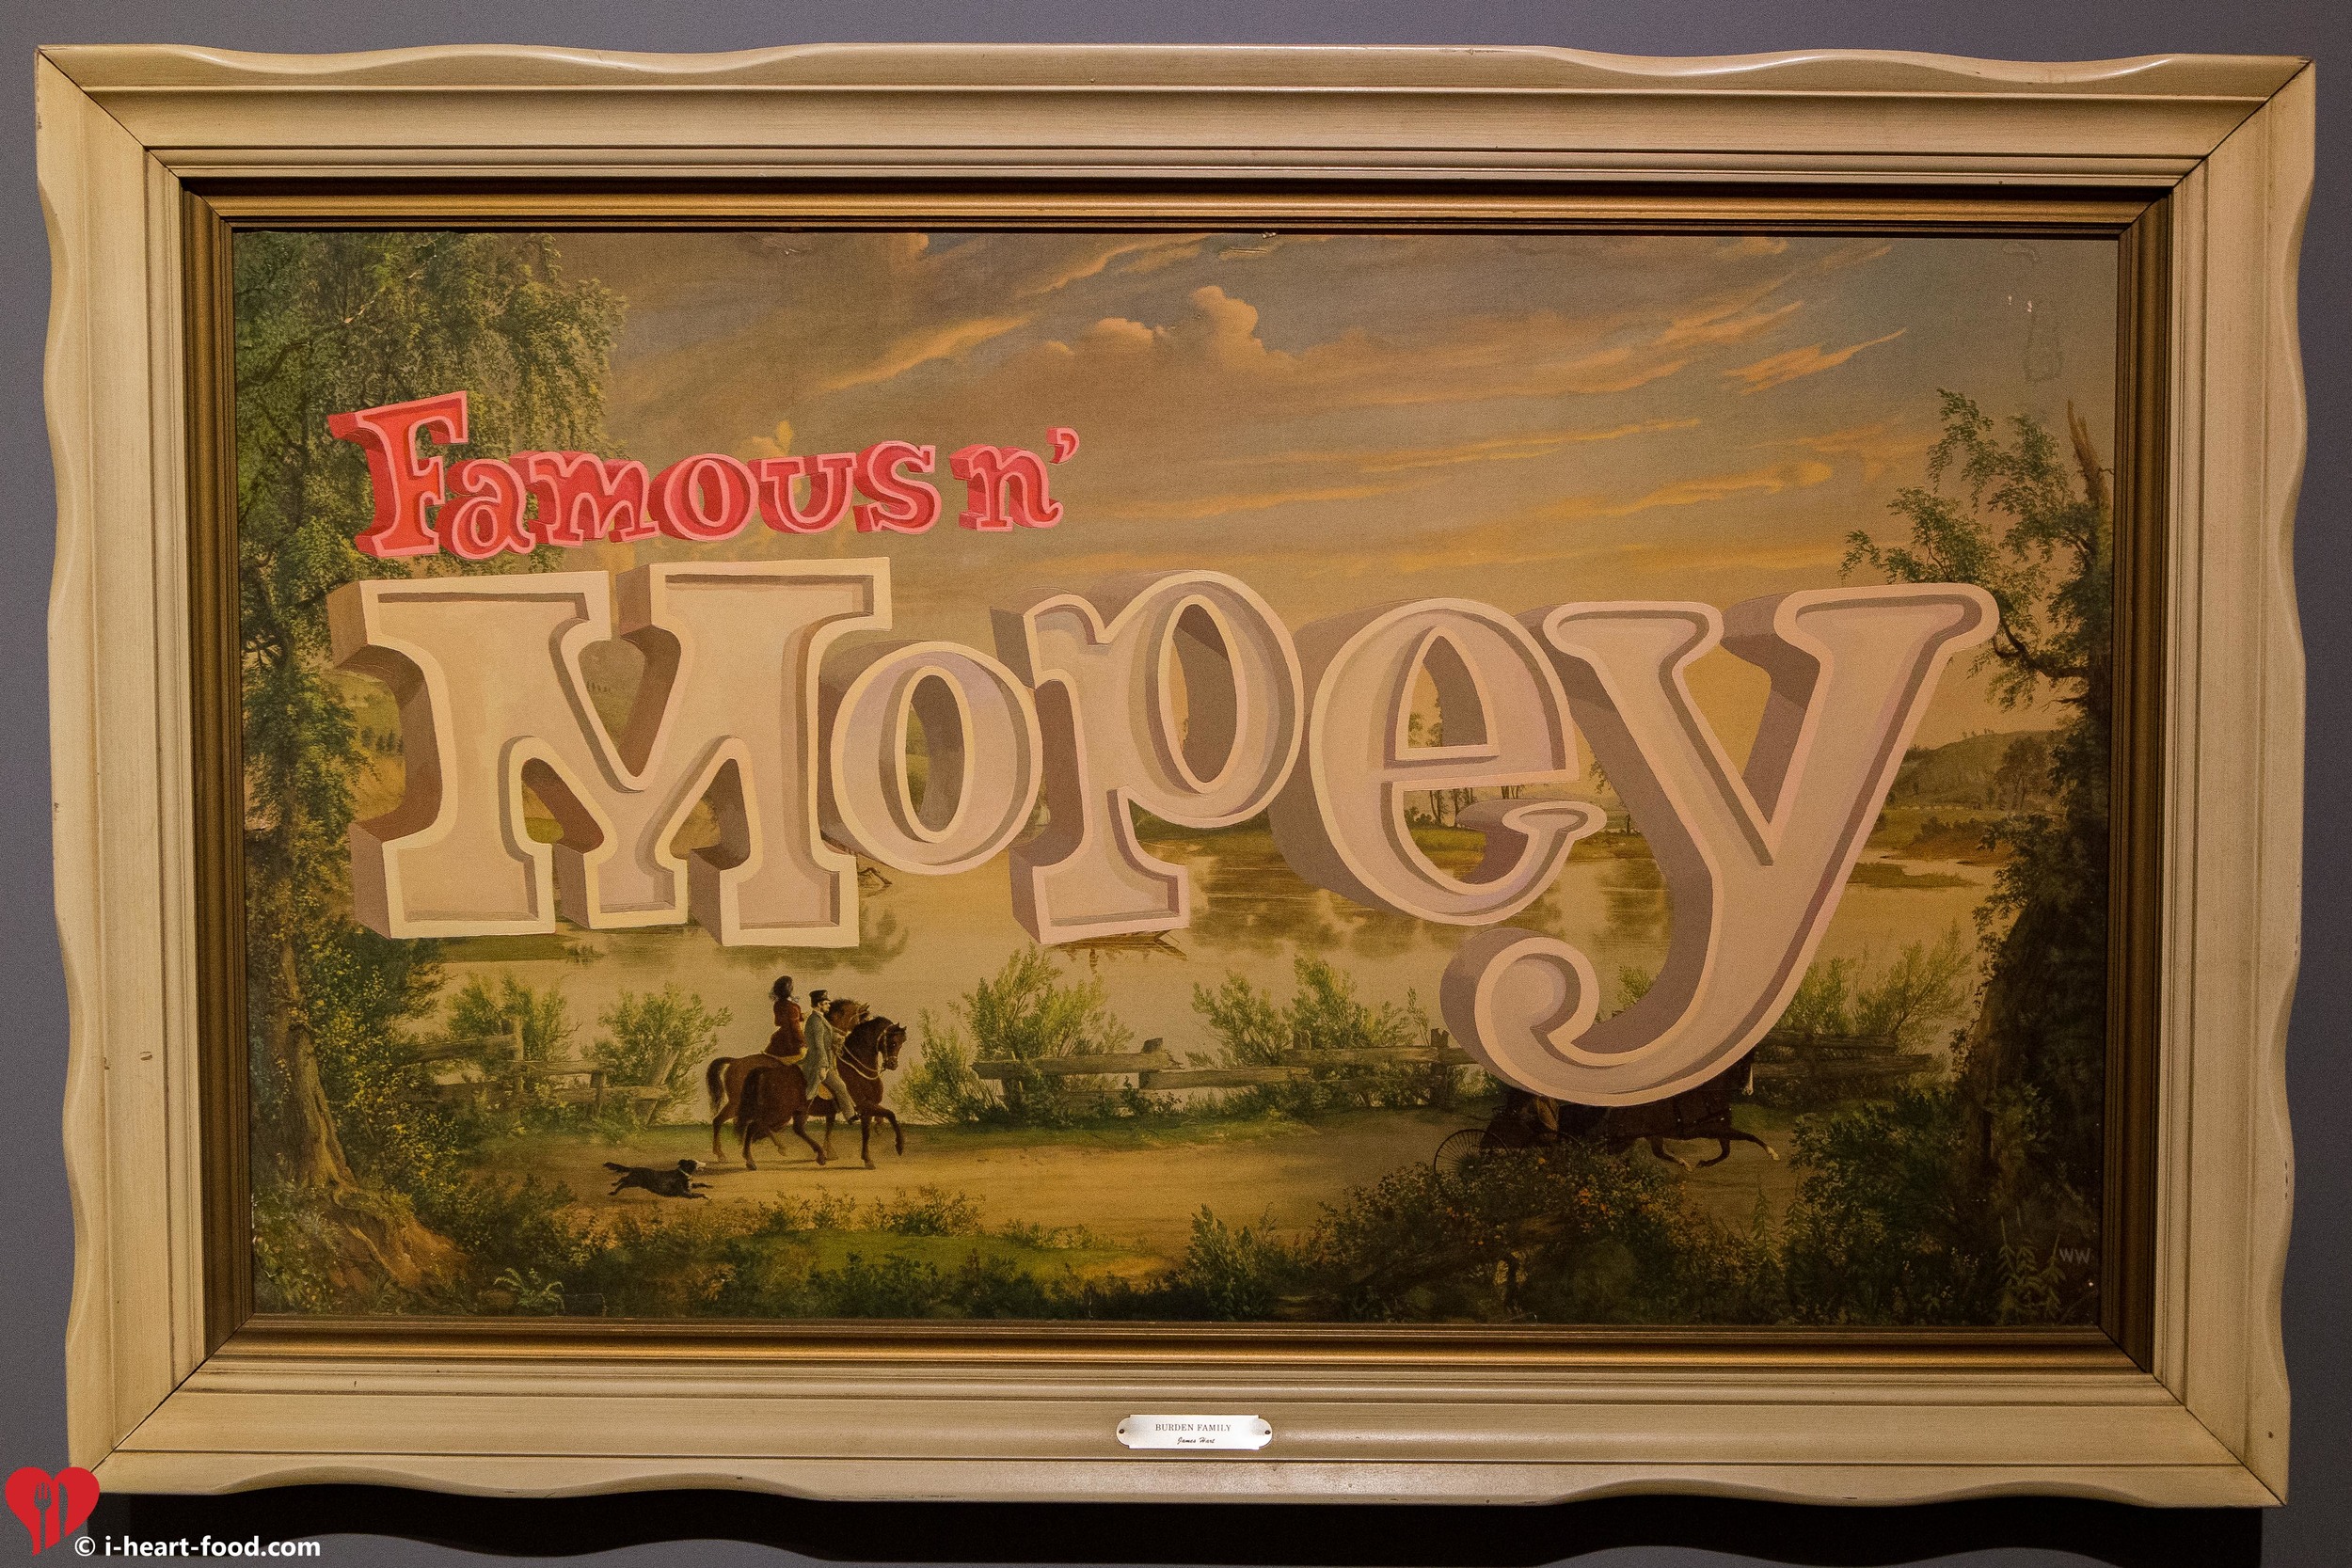 Famous n'
Mopey
WW
BURDEN FAMILY
James Hart
© i-heart-food.com